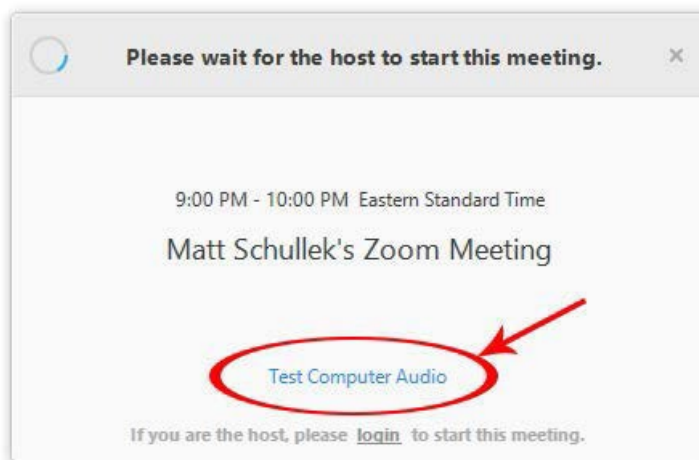 Please wait for the host to start this meeting.
9:00 PM - 10:00 PM Eastern Standard Time
Matt Schullek's Zoom Meeting
Test Computer Audio
If you are the host, please login to start this meeting.